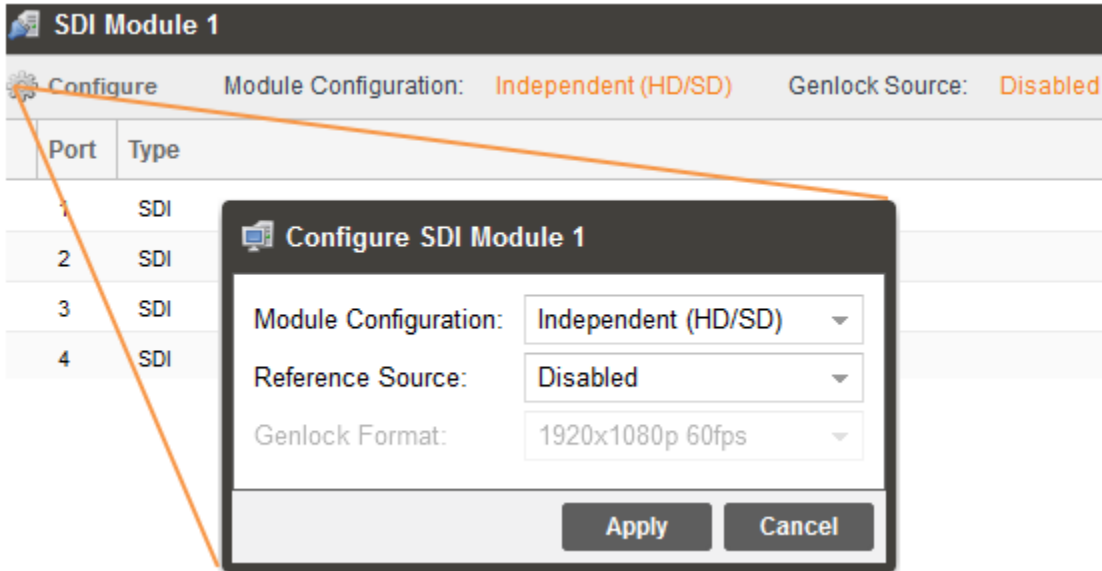 SDI Module 1
Configure Module Configuration: Independent (HD/SD) Genlock Source: Disabled
Port Type
1 SDI
2 SDI
3 SDI
4 SDI
Configure SDI Module 1
Module Configuration: Independent (HD/SD)
Reference Source: Disabled
Genlock Format: 1920x1080p 60fps
Apply Cancel